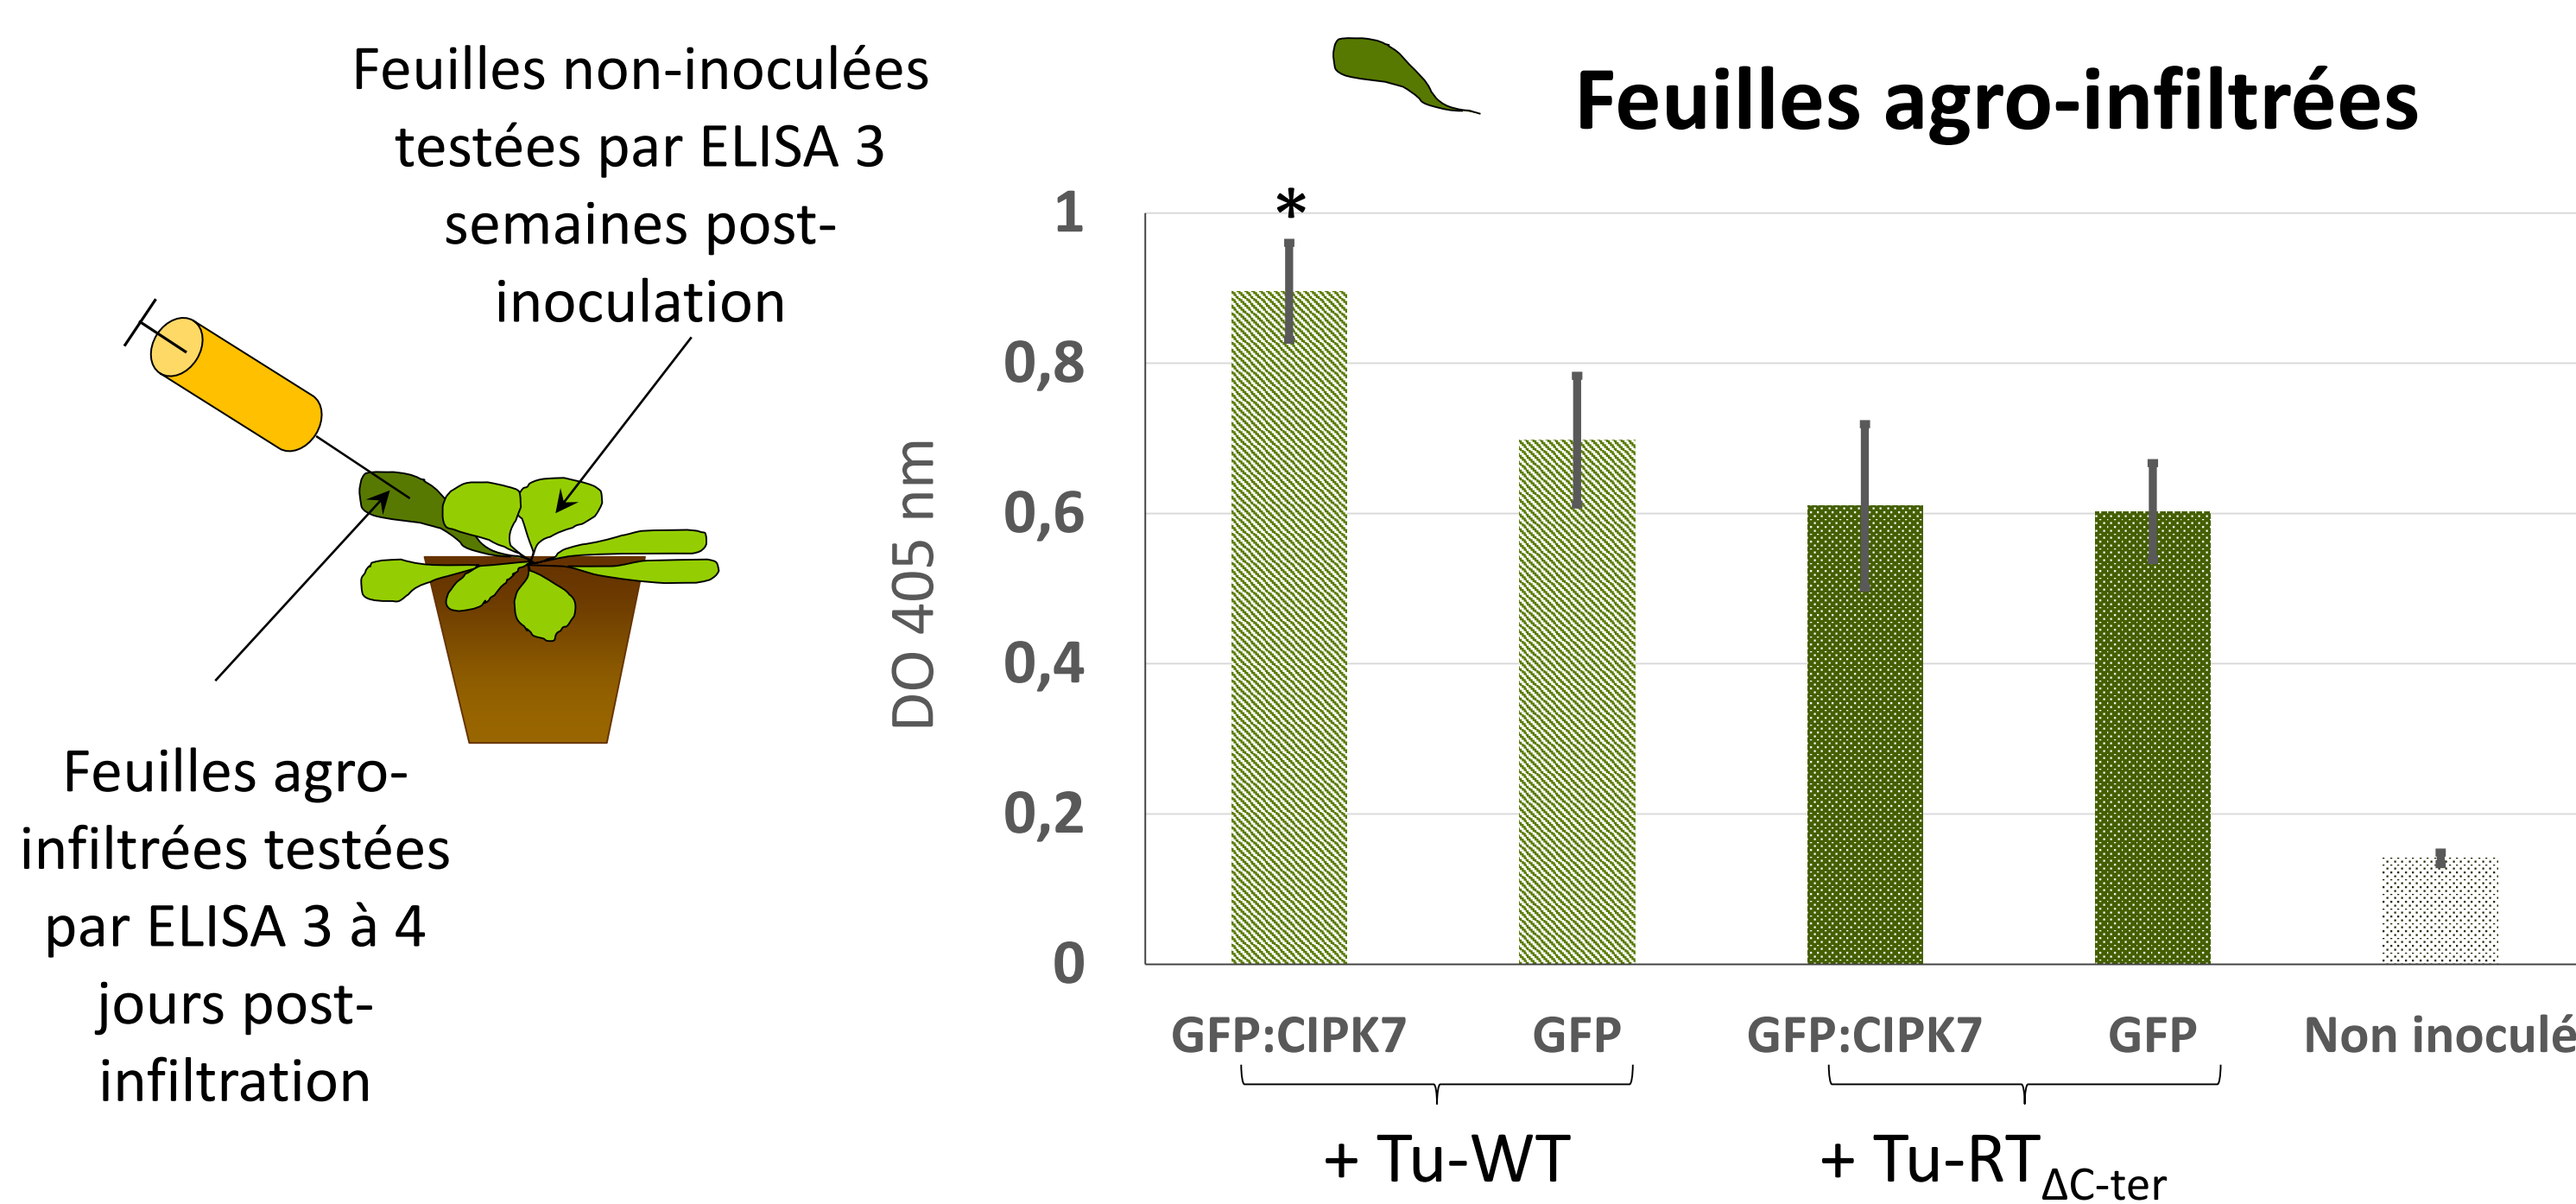 Feuilles non-inoculées
testées par ELISA 3
semaines post-
inoculation
Feuilles agro-
infiltrées testées
par ELISA 3 à 4
jours post-
infiltration
Feuilles agro-infiltrées
*
1
0,8
0,6
0,4
0,2
0
DO 405 nm
GFP:CIPK7 GFP GFP:CIPK7 GFP Non inoculé
+ Tu-WT + Tu-RTΔC-ter